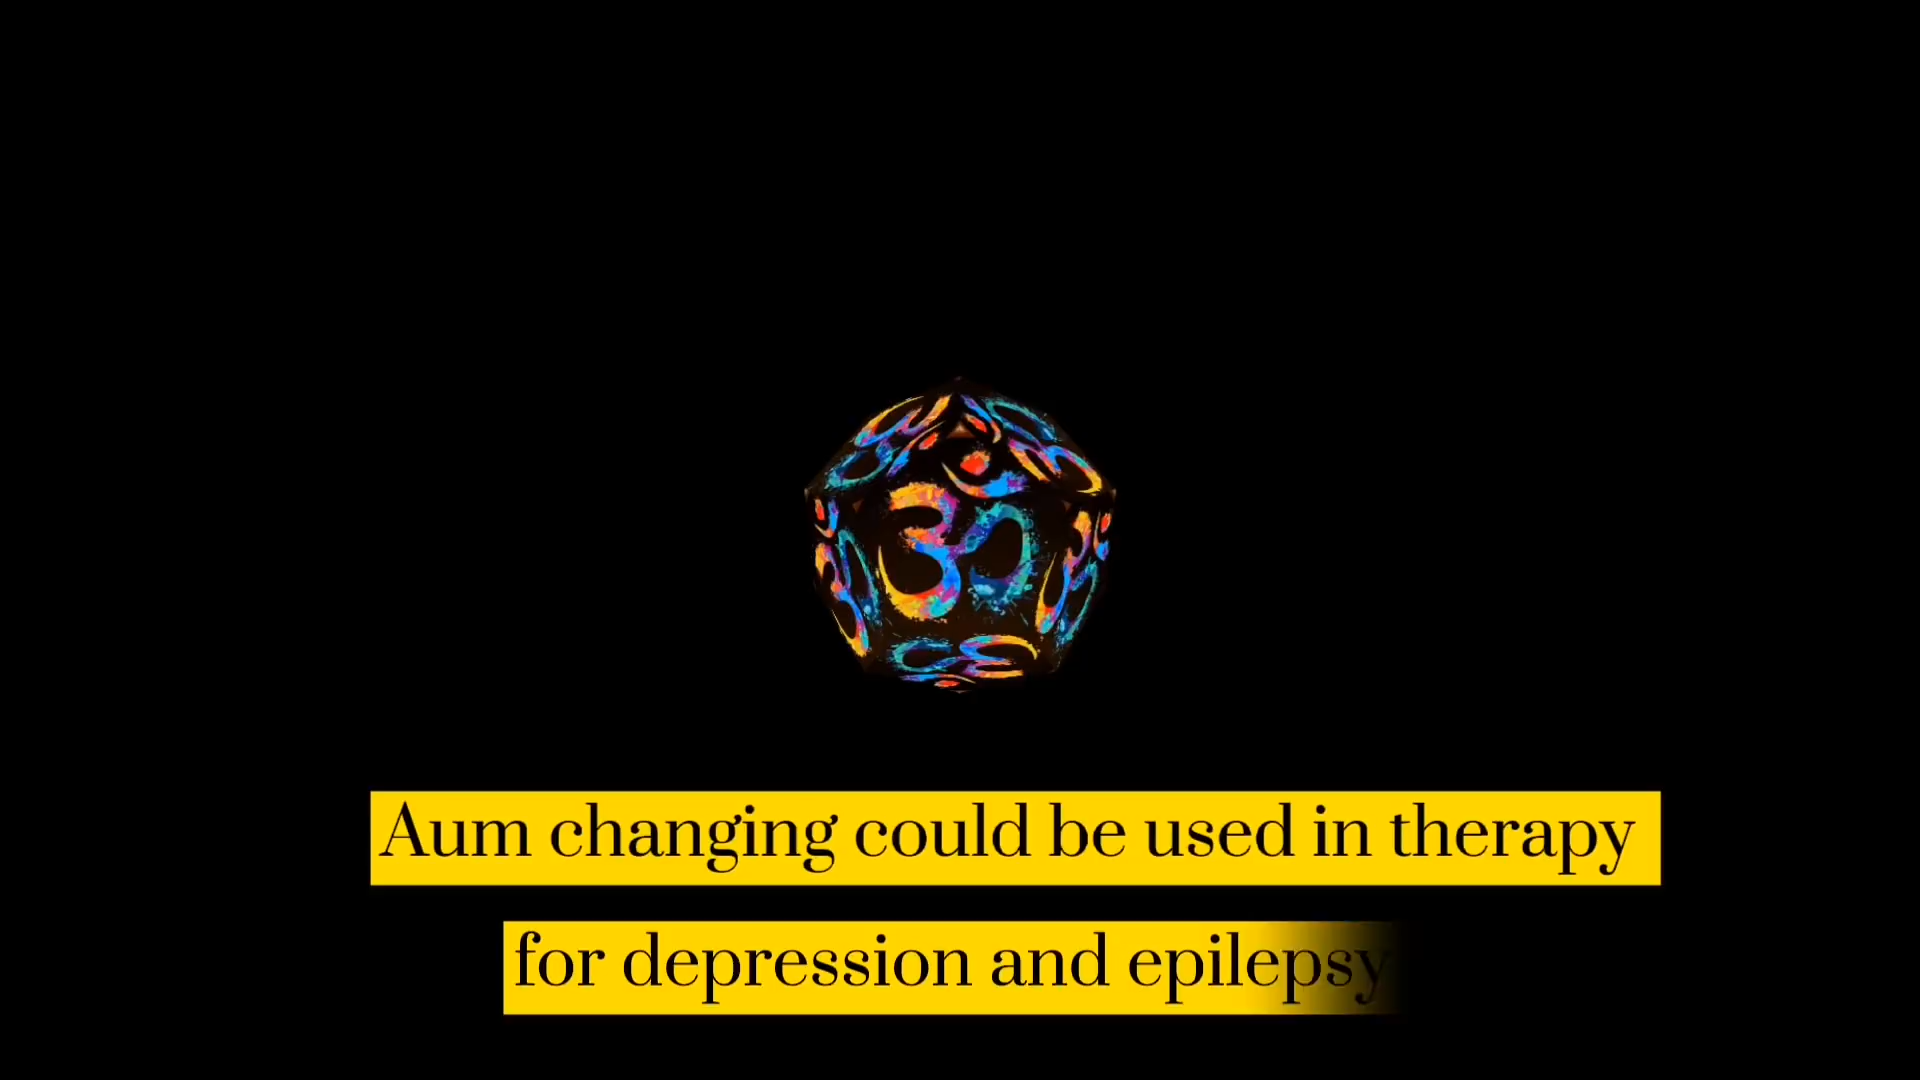 ॐ
Aum changing could be used in therapy
for depression and epilepsy